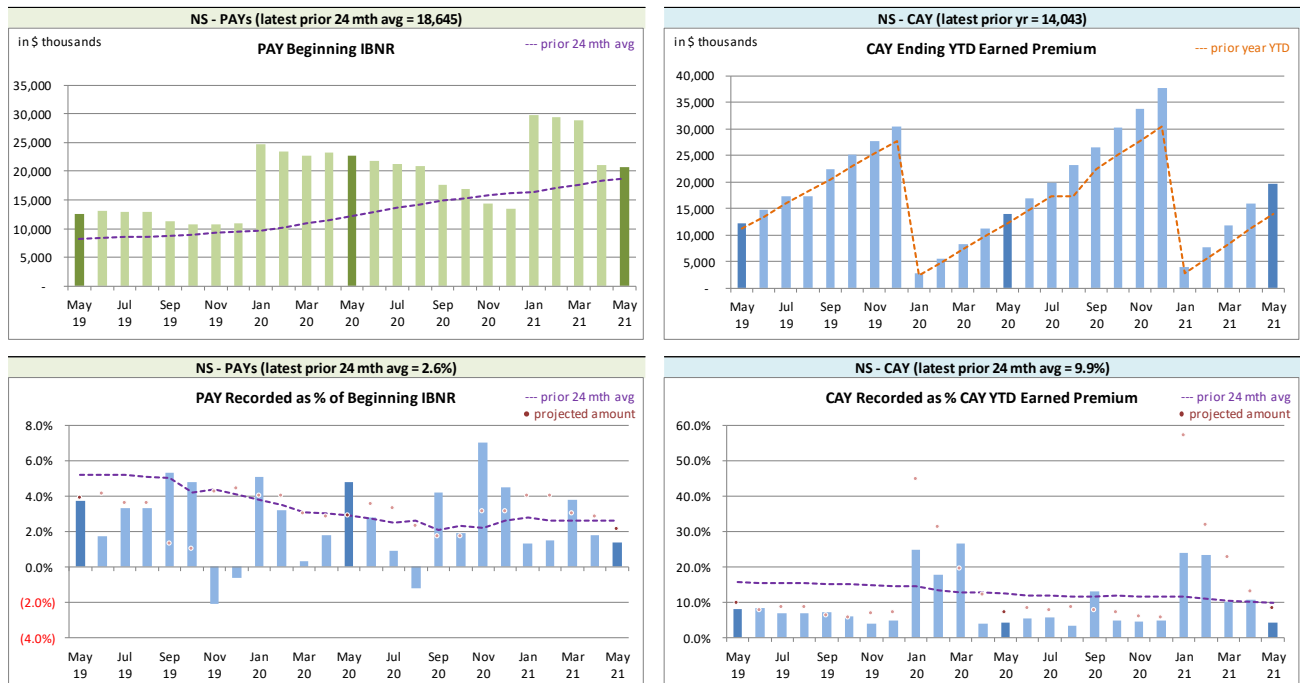 NS - PAYs (latest prior 24 mth avg = 18,645)
in $ thousands
PAY Beginning IBNR
--- prior 24 mth avg
35,000
30,000
25,000
20,000
15,000
10,000
5,000
-
May Jul Sep Nov Jan Mar May Jul Sep Nov Jan Mar May
19 19 19 19 20 20 20 20 20 20 21 21 21
NS - CAY (latest prior yr = 14,043)
in $ thousands
CAY Ending YTD Earned Premium
--- prior year YTD
40,000
35,000
30,000
25,000
20,000
15,000
10,000
5,000
-
May Jul Sep Nov Jan Mar May Jul Sep Nov Jan Mar May
19 19 19 19 20 20 20 20 20 20 21 21 21
NS - PAYs (latest prior 24 mth avg = 2.6%)
PAY Recorded as % of Beginning IBNR
--- prior 24 mth avg
• projected amount
8.0%
6.0%
4.0%
2.0%
0.0%
(2.0%)
(4.0%)
May Jul Sep Nov Jan Mar May Jul Sep Nov Jan Mar May
19 19 19 19 20 20 20 20 20 20 21 21 21
NS - CAY (latest prior 24 mth avg = 9.9%)
CAY Recorded as % CAY YTD Earned Premium
--- prior 24 mth avg
• projected amount
60.0%
50.0%
40.0%
30.0%
20.0%
10.0%
0.0%
May Jul Sep Nov Jan Mar May Jul Sep Nov Jan Mar May
19 19 19 19 20 20 20 20 20 20 21 21 21